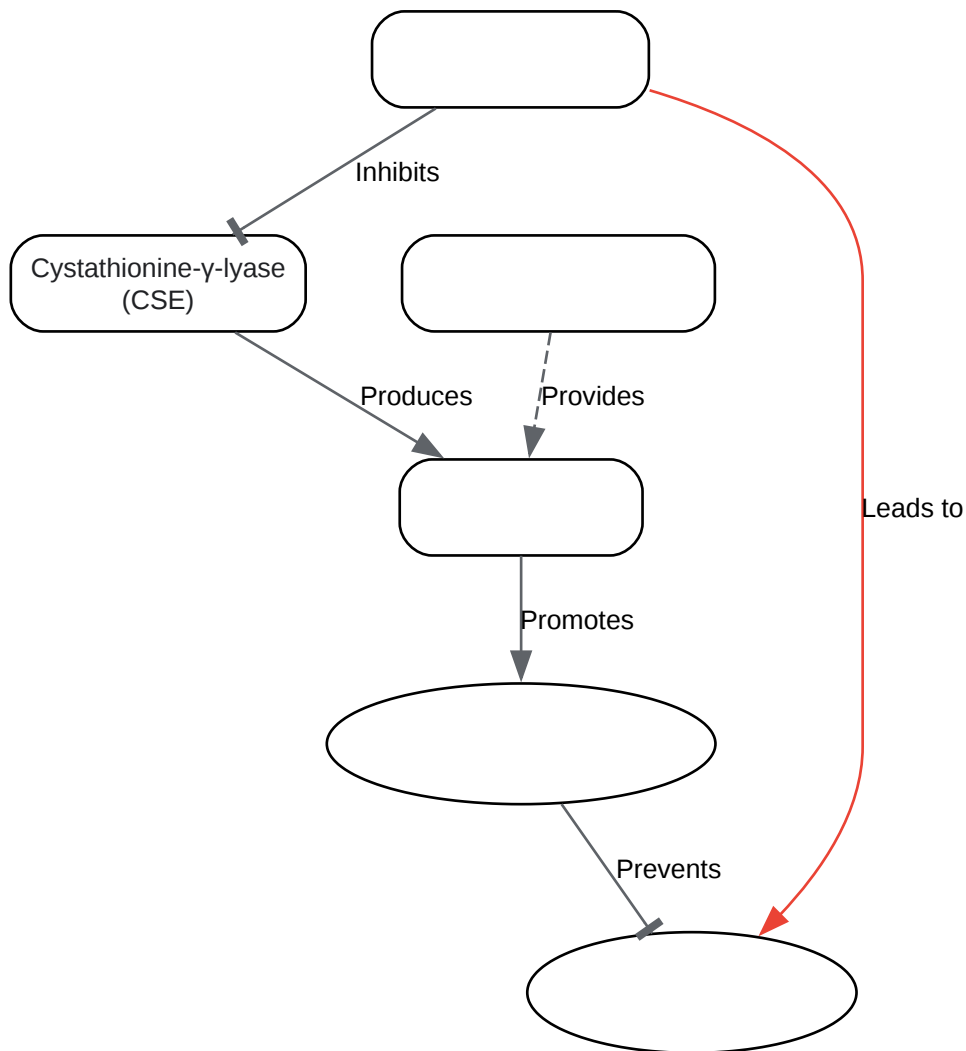 Inhibits
Cystathionine-γ-lyase
(CSE)
Produces
Provides
Leads to
Promotes
Prevents